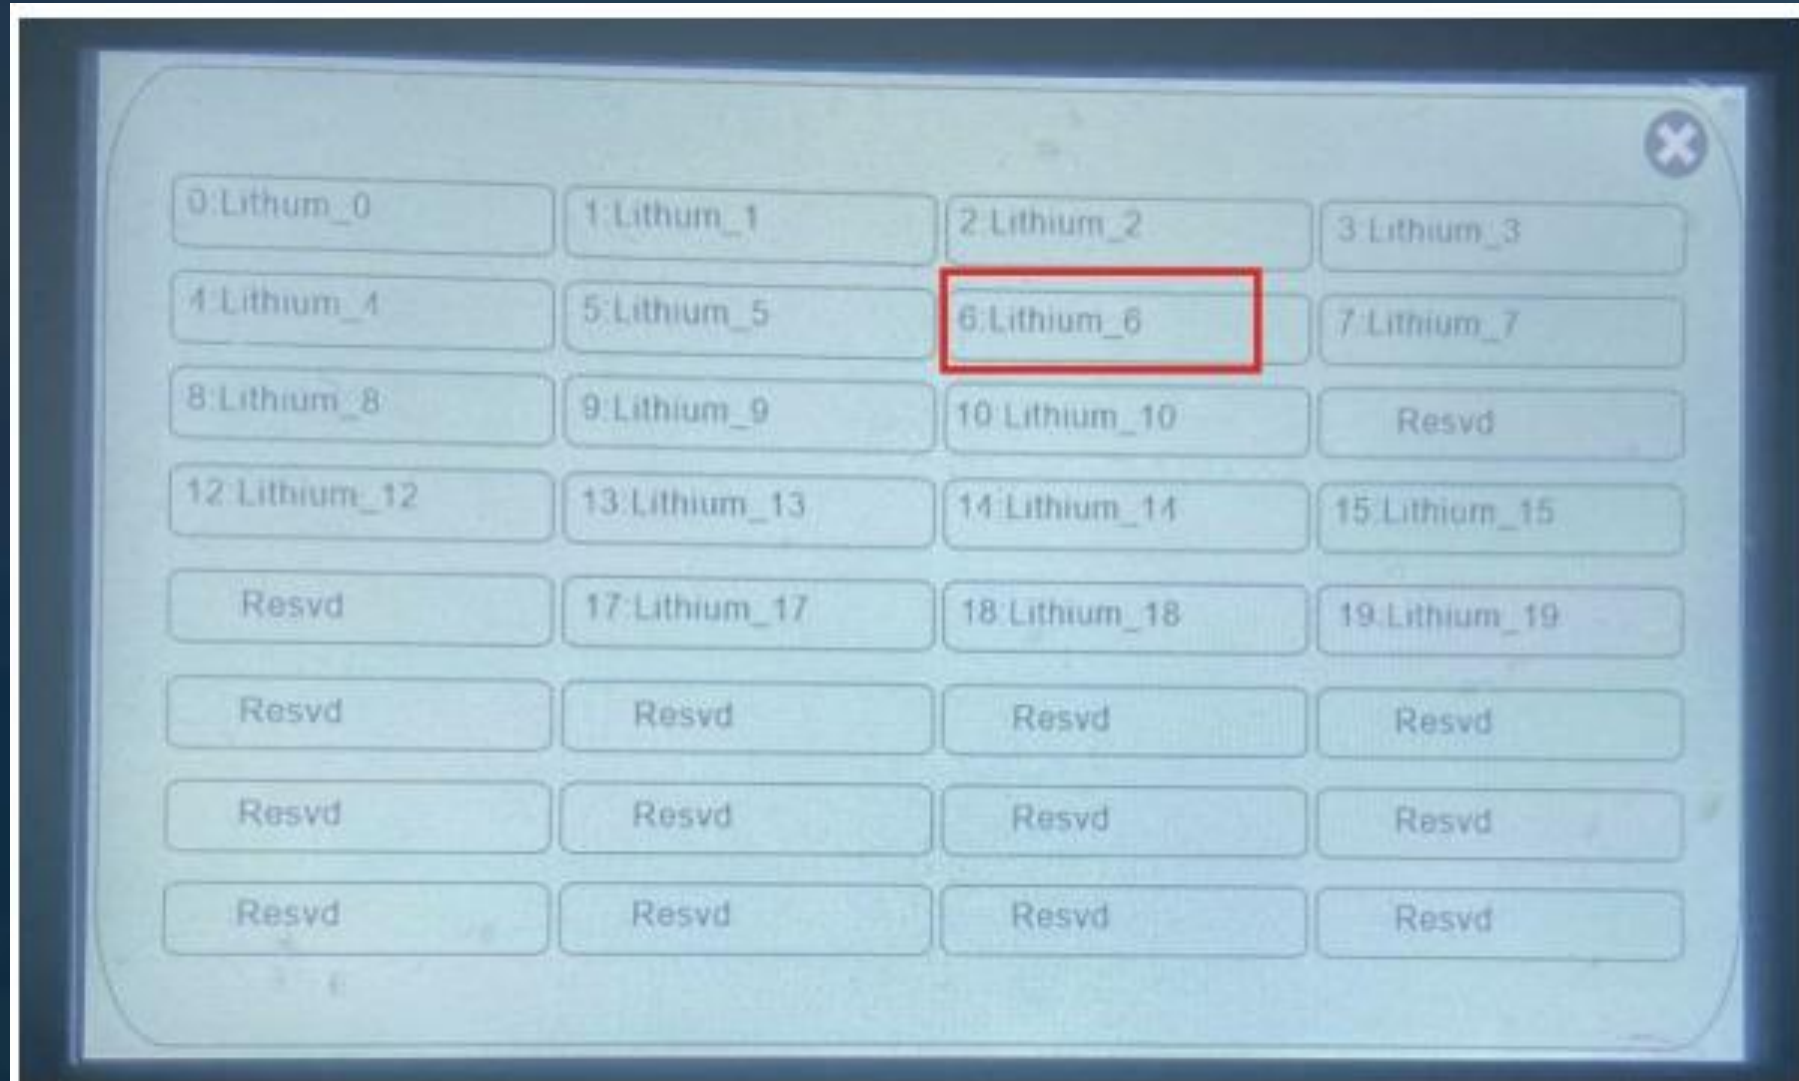 0:Lithum_0 1:Lithum_1 2:Lithium_2 3:Lithium_3
4:Lithium_4 5:Lithium_5 6:Lithium_6 7:Lithium_7
8:Lithium_8 9:Lithium_9 10:Lithium_10 Resvd
12:Lithium_12 13:Lithium_13 14:Lithium_14 15:Lithium_15
Resvd 17:Lithium_17 18:Lithium_18 19:Lithium_19
Resvd Resvd Resvd Resvd
Resvd Resvd Resvd Resvd
Resvd Resvd Resvd Resvd